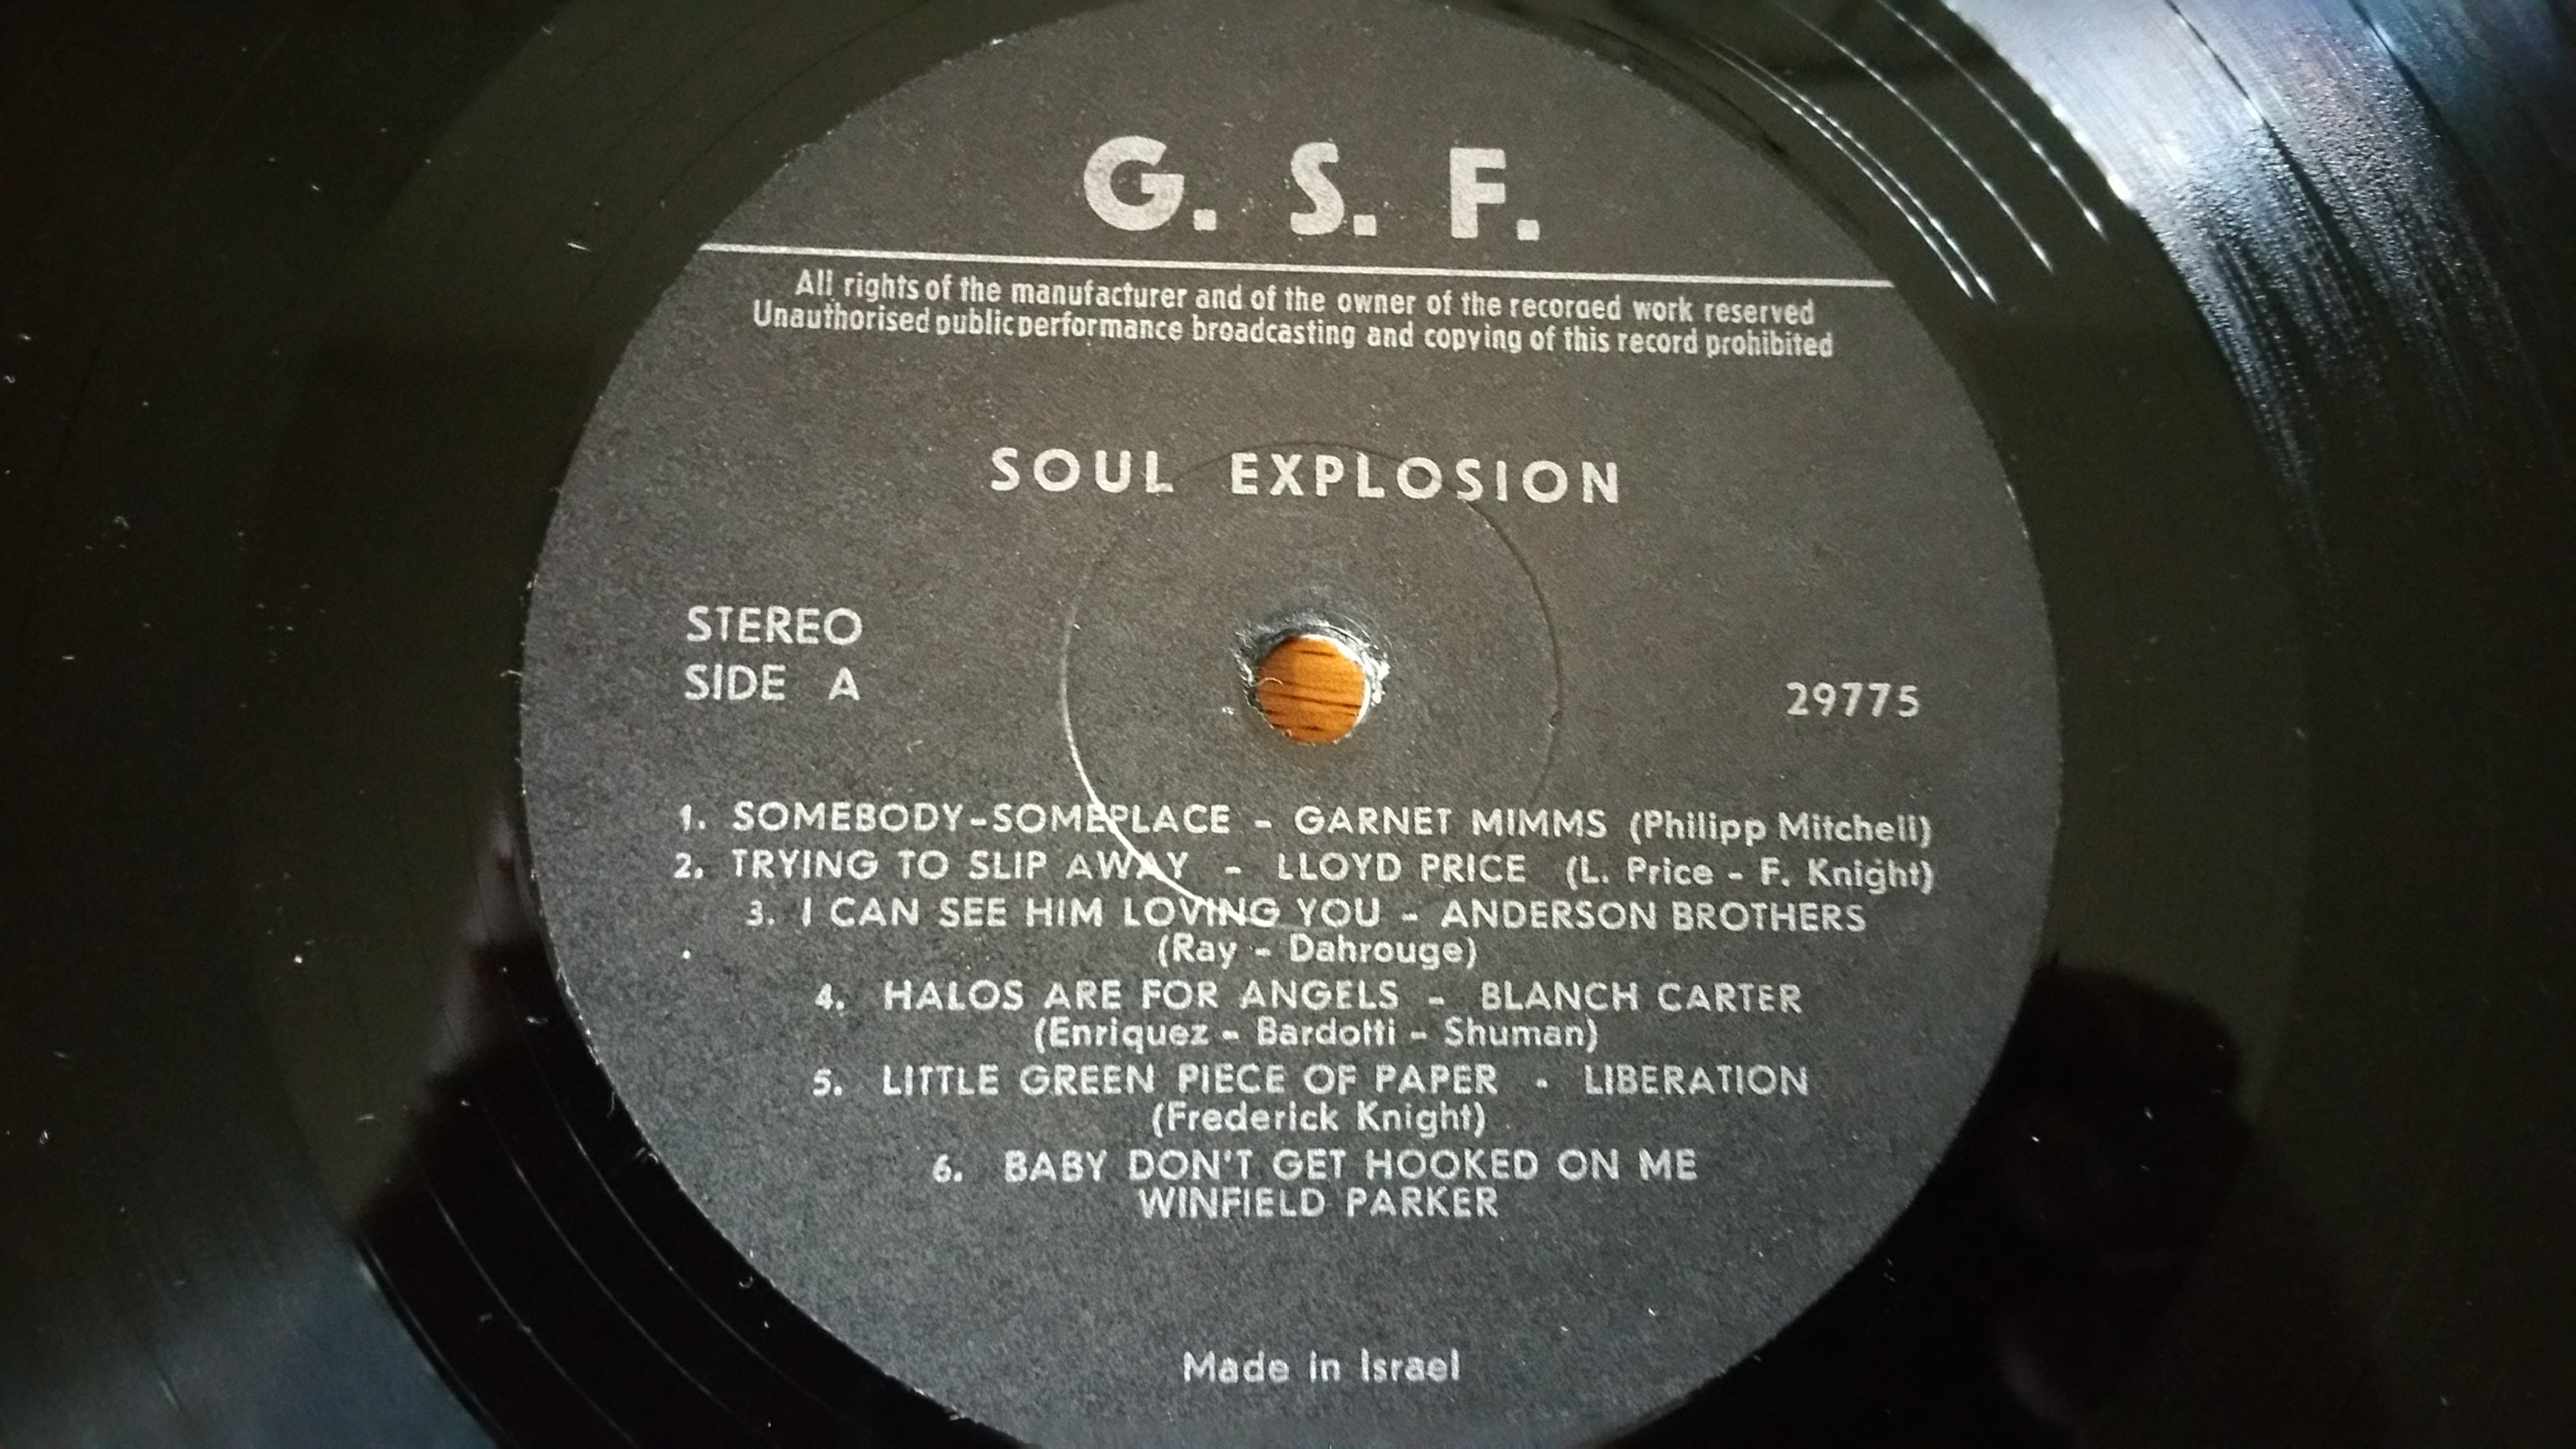 G. S. F.
All rights of the manufacturer and of the owner of the recorded work reserved
Unauthorised public performance broadcasting and copying of this record prohibited
SOUL EXPLOSION
STEREO
SIDE A
29775
1. SOMEBODY-SOMEPLACE - GARNET MIMMS (Philipp Mitchell)
2. TRYING TO SLIP AWAY - LLOYD PRICE (L. Price - F. Knight)
3. I CAN SEE HIM LOVING YOU - ANDERSON BROTHERS
(Ray - Dahrouge)
4. HALOS ARE FOR ANGELS - BLANCH CARTER
(Enriquez - Bardotti - Shuman)
5. LITTLE GREEN PIECE OF PAPER - LIBERATION
(Frederick Knight)
6. BABY DON'T GET HOOKED ON ME
WINFIELD PARKER
Made in Israel